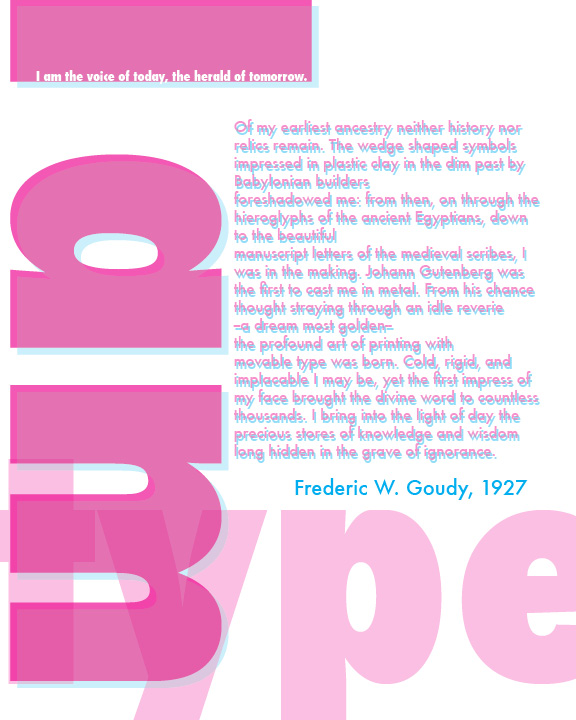 I am
I am the voice of today, the herald of tomorrow.
Of my earliest ancestry neither history nor
relics remain. The wedge shaped symbols
impressed in plastic clay in the dim past by
Babylonian builders
foreshadowed me: from then, on through the
hieroglyphs of the ancient Egyptians, down
to the beautiful
manuscript letters of the medieval scribes, I
was in the making. Johann Gutenberg was
the first to cast me in metal. From his chance
thought straying through an idle reverie
—a dream most golden—
the profound art of printing with
movable type was born. Cold, rigid, and
implacable I may be, yet the first impress of
my face brought the divine word to countless
thousands. I bring into the light of day the
precious stores of knowledge and wisdom
long hidden in the grave of ignorance.
Frederic W. Goudy, 1927
type